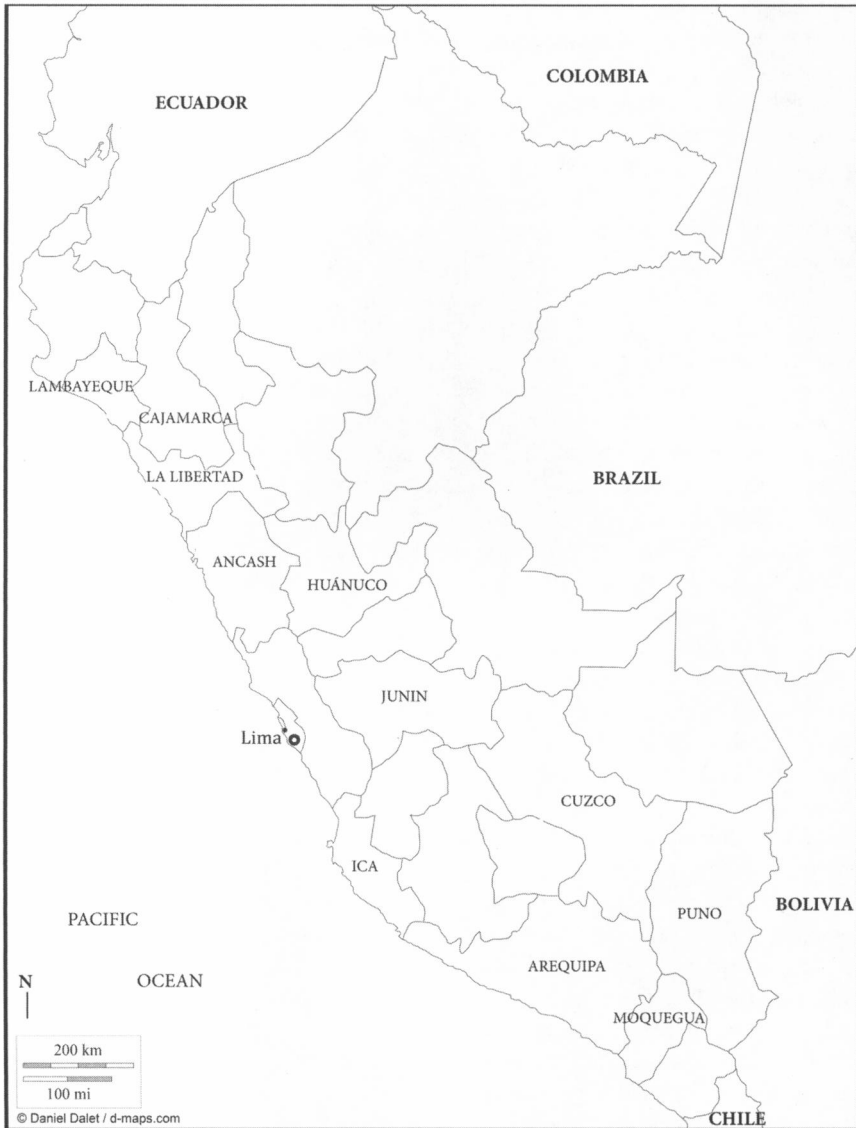 COLOMBIA
ECUADOR
LAMBAYEQUE
CAJAMARCA
LA LIBERTAD
BRAZIL
ANCASH
HUÁNUCO
JUNIN
Lima
CUZCO
ICA
PUNO
BOLIVIA
PACIFIC
OCEAN
AREQUIPA
N
MOQUEGUA
200 km
100 mi
© Daniel Dalet / d-maps.com
CHILE